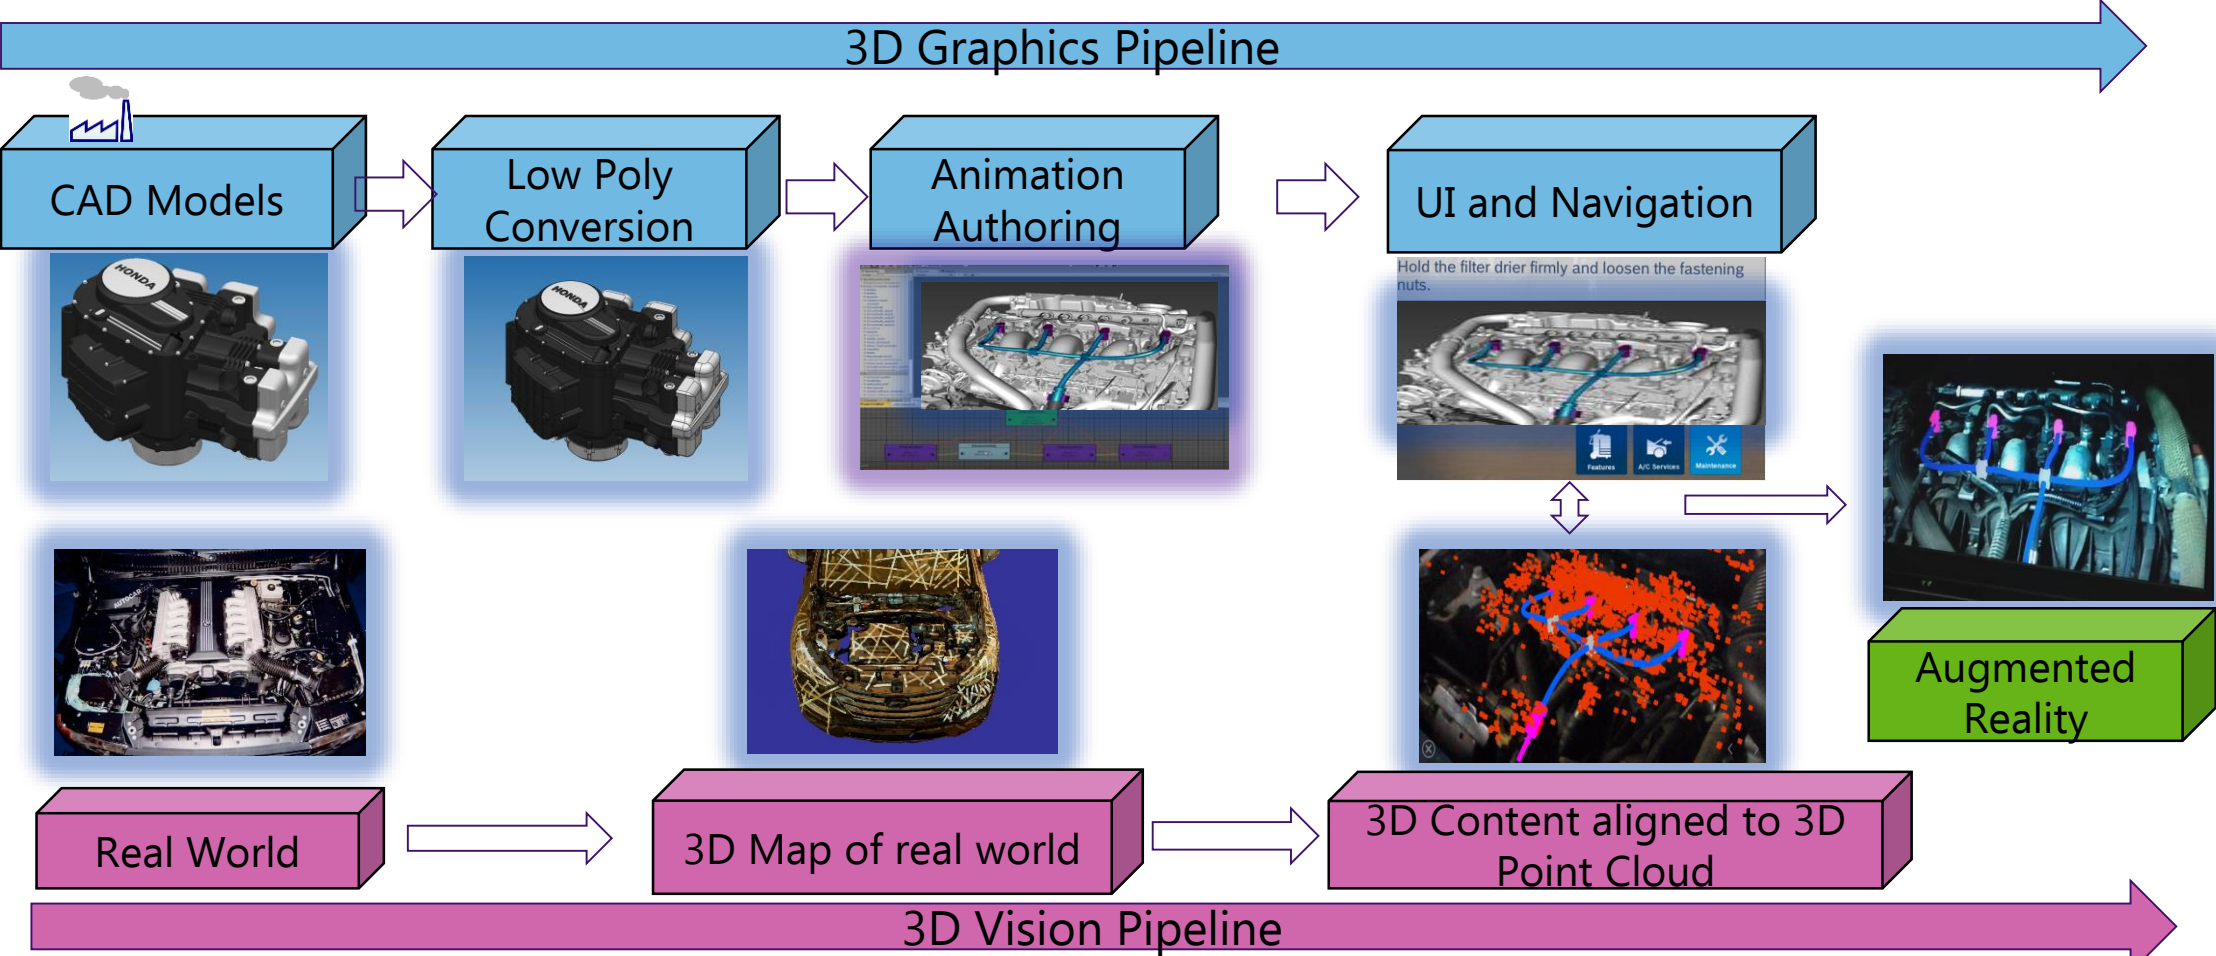 3D Graphics Pipeline
CAD Models
Low Poly
Conversion
Animation
Authoring
UI and Navigation
HONDA
HONDA
Hold the filter drier firmly and loosen the fastening
nuts.
Features
A/C Services
Maintenance
AUTOCAR
Augmented
Reality
Real World
3D Map of real world
3D Content aligned to 3D
Point Cloud
3D Vision Pipeline